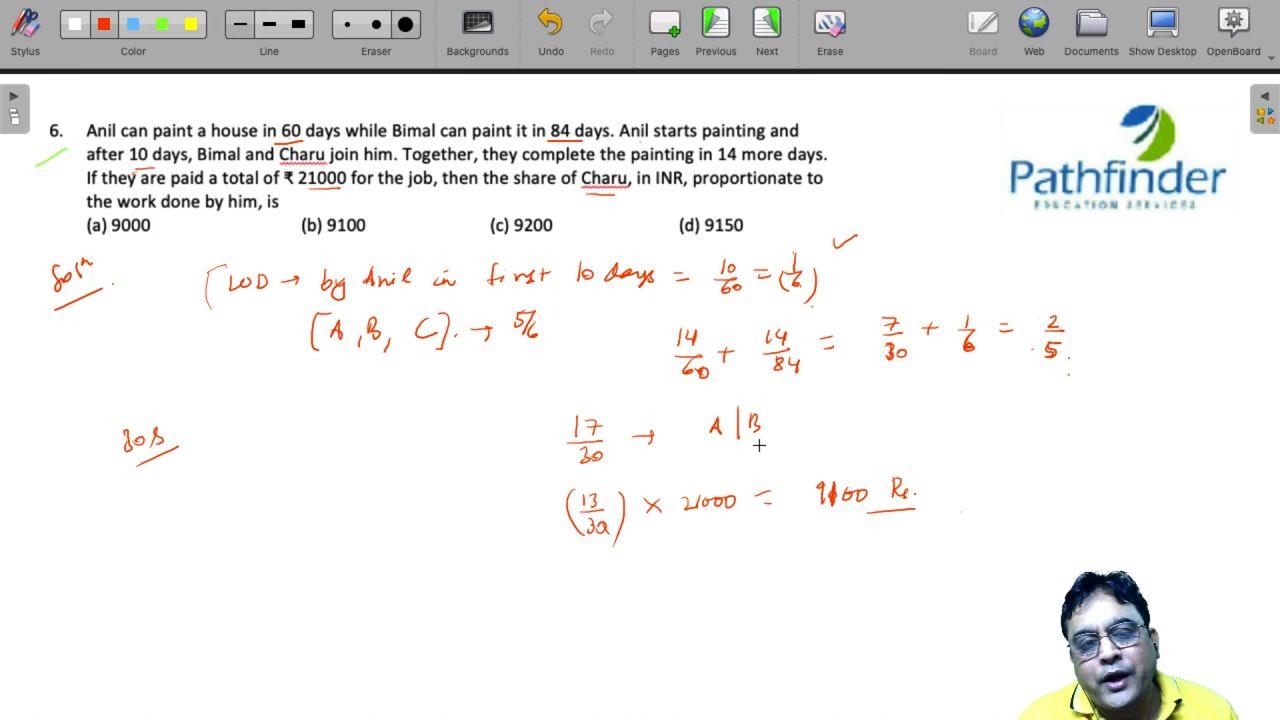 Stylus
Color
Line
Eraser
Backgrounds
Undo
Redo
Pages
Previous
Next
Erase
Board
Web
Documents
Show Desktop
OpenBoard
6. Anil can paint a house in 60 days while Bimal can paint it in 84 days. Anil starts painting and
after 10 days, Bimal and Charu join him. Together, they complete the painting in 14 more days.
If they are paid a total of ₹ 21000 for the job, then the share of Charu, in INR, proportionate to
the work done by him, is
(a) 9000 (b) 9100 (c) 9200 (d) 9150
Pathfinder
EDUCATION SERVICES
Solⁿ.
[WOD → by Anil in first 10 days = 10/60 = (1/6)
[A, B, C]. → 5/6
14/60 + 14/84 = 7/30 + 1/6 = 2/5
17/30 → A | B
(13/30) × 21000 = 9100 Rs.